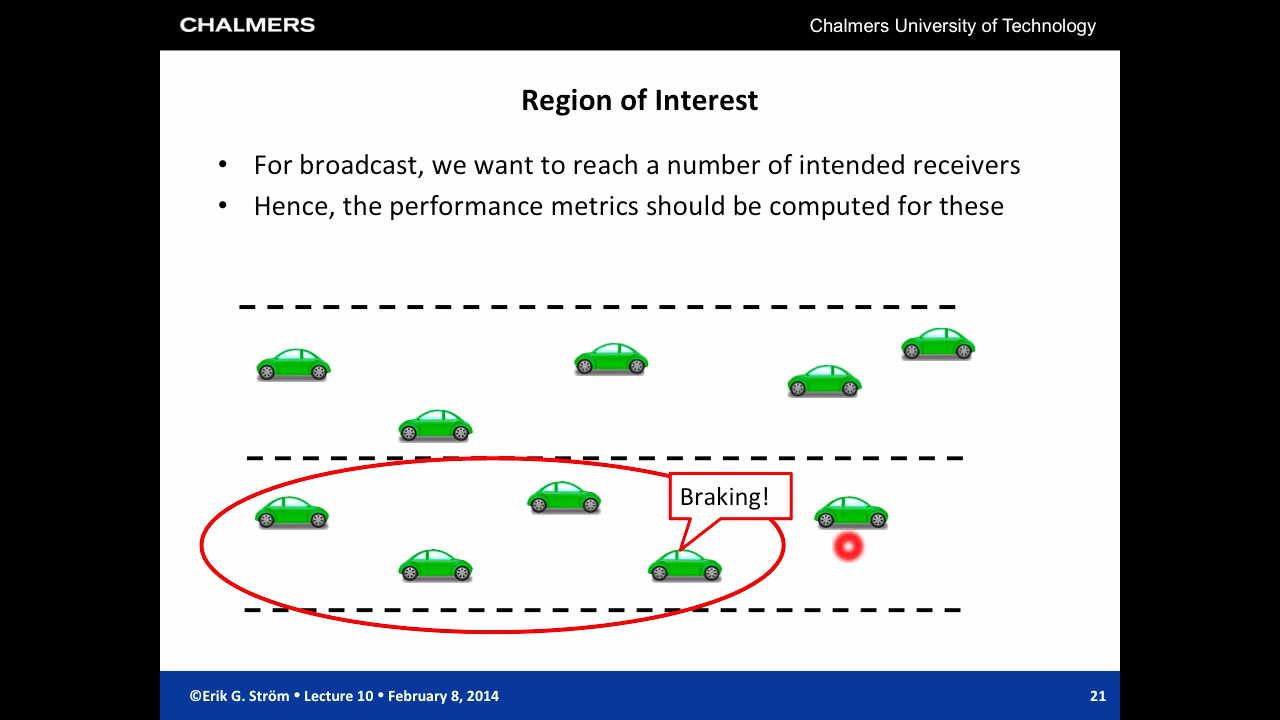 CHALMERS
Chalmers University of Technology
Region of Interest
• For broadcast, we want to reach a number of intended receivers
• Hence, the performance metrics should be computed for these
Braking!
©Erik G. Ström • Lecture 10 • February 8, 2014
21